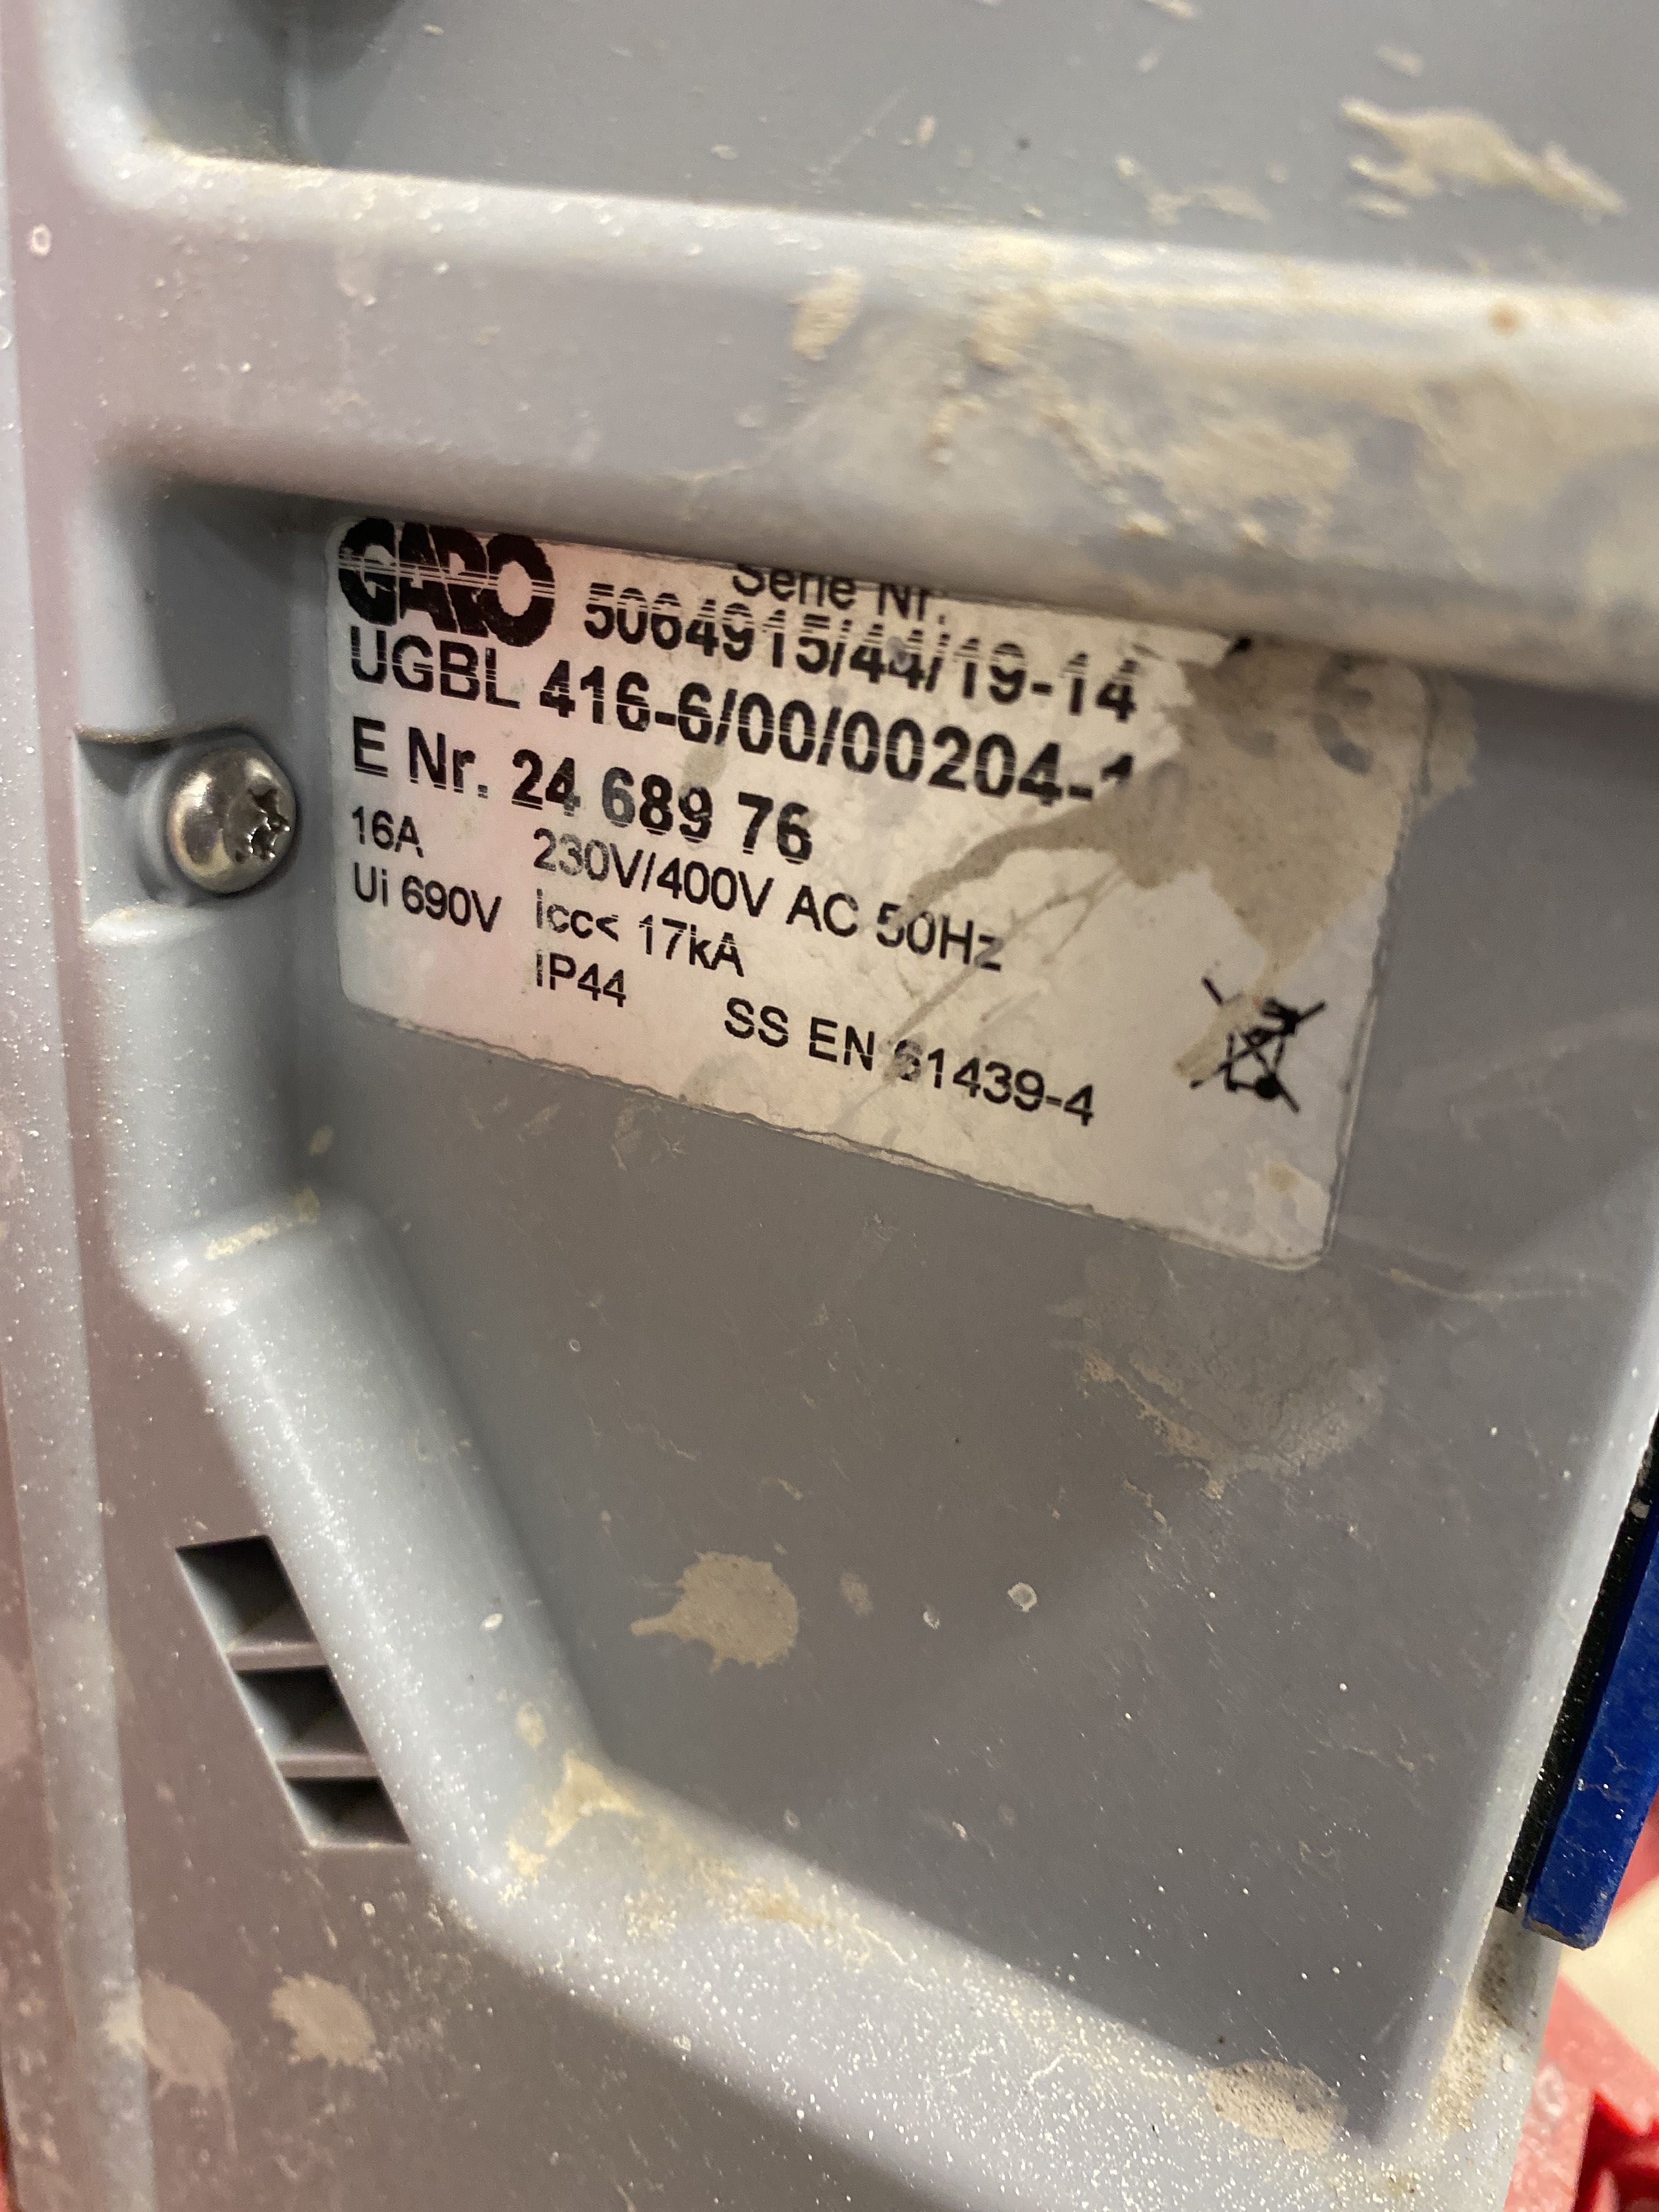 GARO
Serie Nr.
5064915/44/19-14
UGBL 416-6/00/00204-1
E Nr. 24 689 76
16A 230V/400V AC 50Hz
Ui 690V Icc< 17kA
IP44 SS EN 61439-4
CE